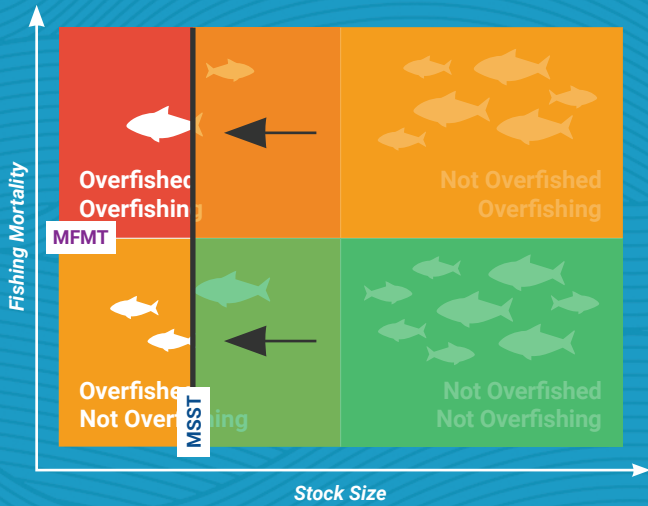 Fishing Mortality
Overfished
Overfishing
Not Overfished
Overfishing
MFMT
Overfished
Not Overfishing
MSST
Not Overfished
Not Overfishing
Stock Size